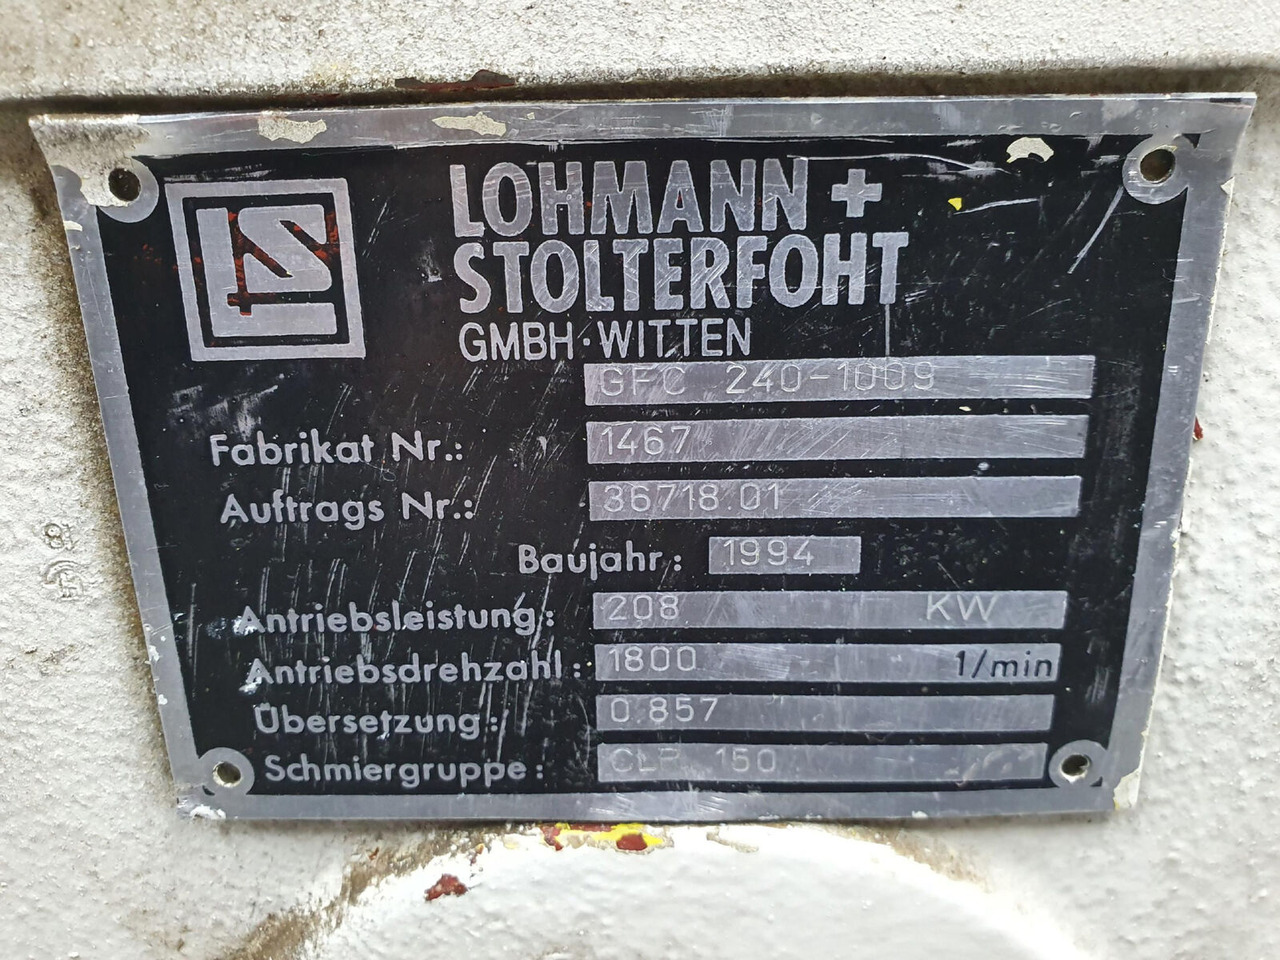 LOHMANN +
STOLTERFOHT
GMBH·WITTEN
GFC 240-1009
Fabrikat Nr.: 1467
Auftrags Nr.: 36718.01
Baujahr: 1994
Antriebsleistung: 208 KW
Antriebsdrehzahl: 1800 1/min
Übersetzung: 0.857
Schmiergruppe: CLP 150